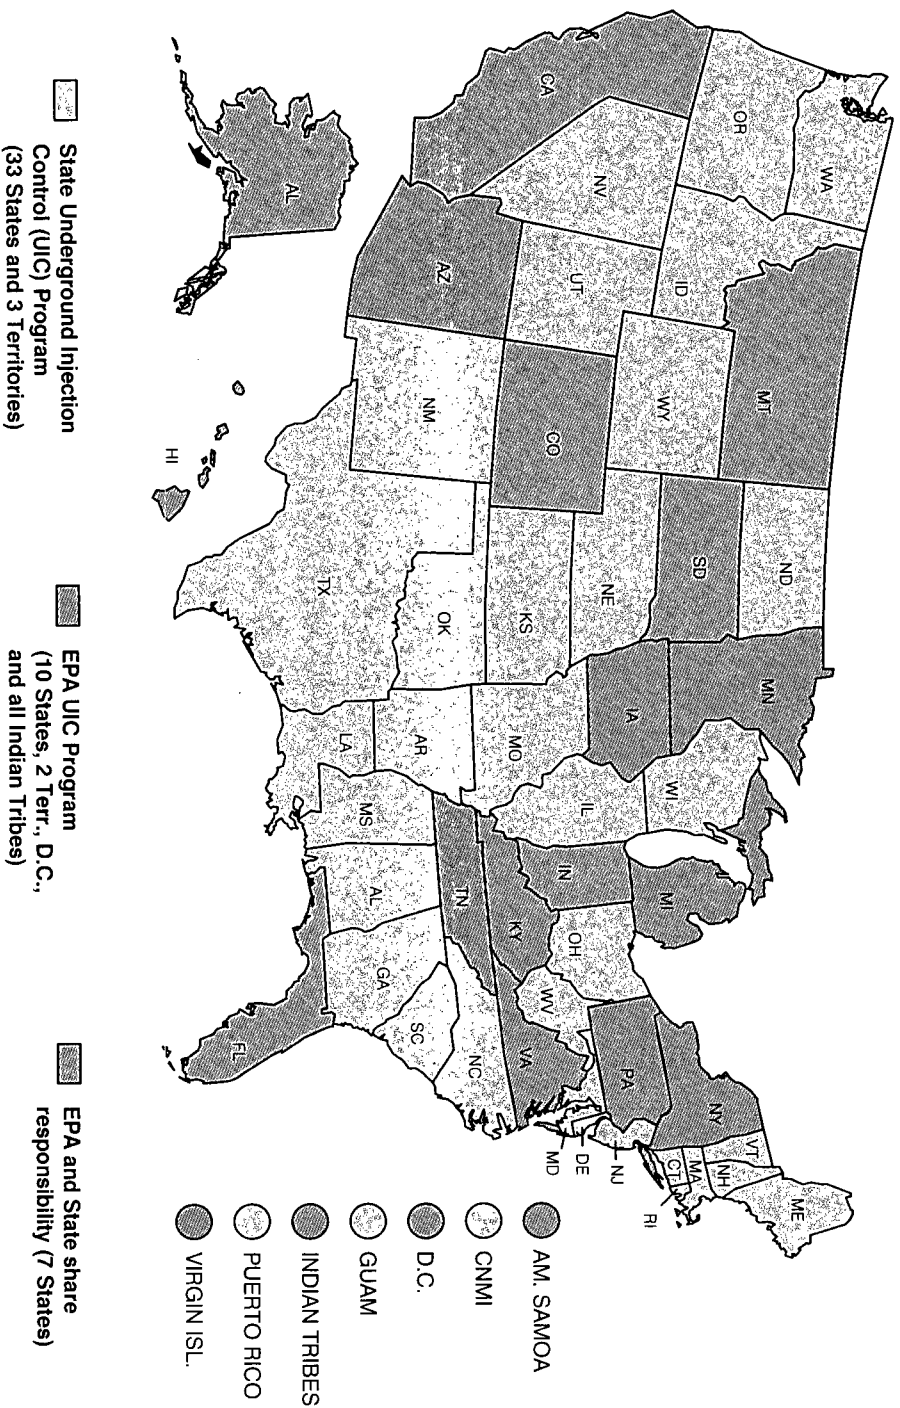 WA
OR
CA
NV
ID
MT
WY
UT
AZ
CO
NM
ND
SD
NE
KS
OK
TX
MN
IA
MO
AR
LA
WI
IL
MS
MI
IN
KY
TN
AL
OH
WV
VA
NC
SC
GA
FL
PA
NY
VT
NH
ME
MA
CT
RI
NJ
DE
MD
AL
HI
AM. SAMOA
CNMI
D.C.
GUAM
INDIAN TRIBES
PUERTO RICO
VIRGIN ISL.
State Underground Injection
Control (UIC) Program
(33 States and 3 Territories)
EPA UIC Program
(10 States, 2 Terr., D.C.,
and all Indian Tribes)
EPA and State share
responsibility (7 States)